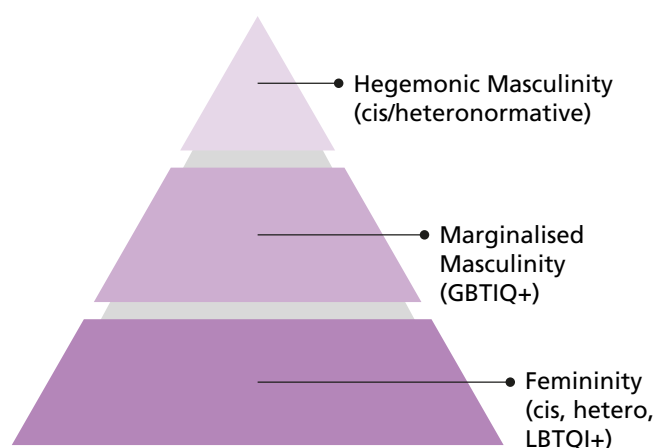 Hegemonic Masculinity
(cis/heteronormative)
Marginalised
Masculinity
(GBTIQ+)
Femininity
(cis, hetero,
LBTQI+)